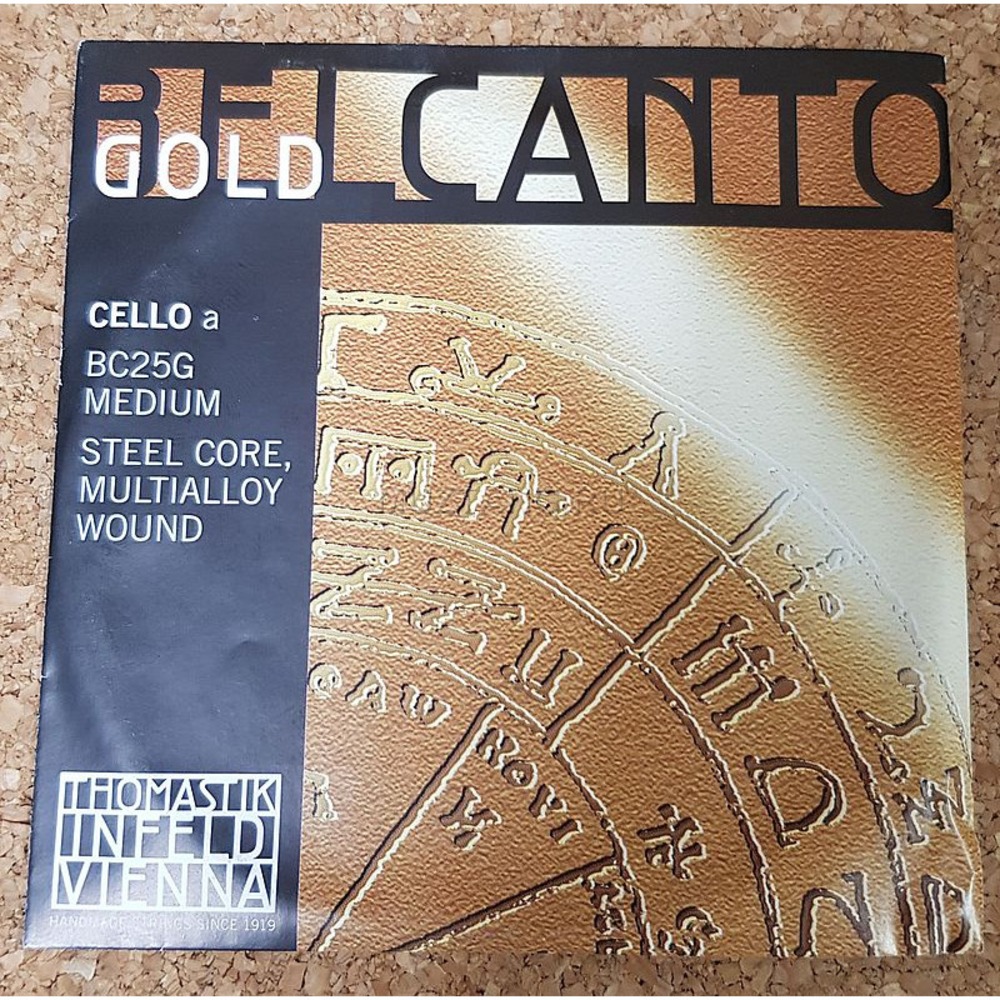 BELCANTO
GOLD
CELLO a
BC25G
MEDIUM
STEEL CORE,
MULTIALLOY
WOUND
THOMASTIK
INFELD
VIENNA
HANDMADE STRINGS SINCE 1919